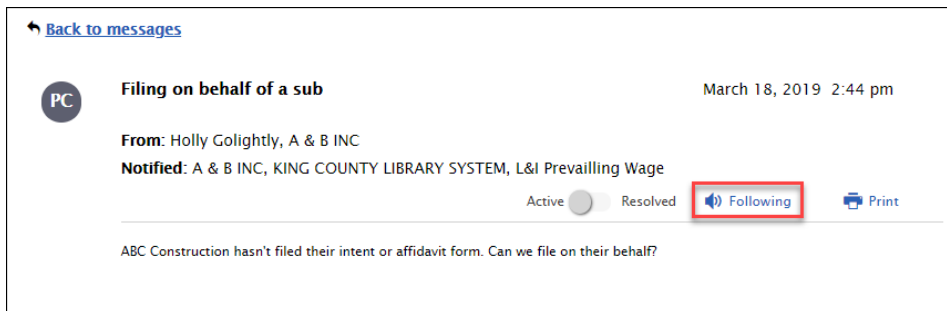 Back to messages
PC
Filing on behalf of a sub
March 18, 2019 2:44 pm
From: Holly Golightly, A & B INC
Notified: A & B INC, KING COUNTY LIBRARY SYSTEM, L&I Prevailling Wage
Active Resolved Following Print
ABC Construction hasn't filed their intent or affidavit form. Can we file on their behalf?